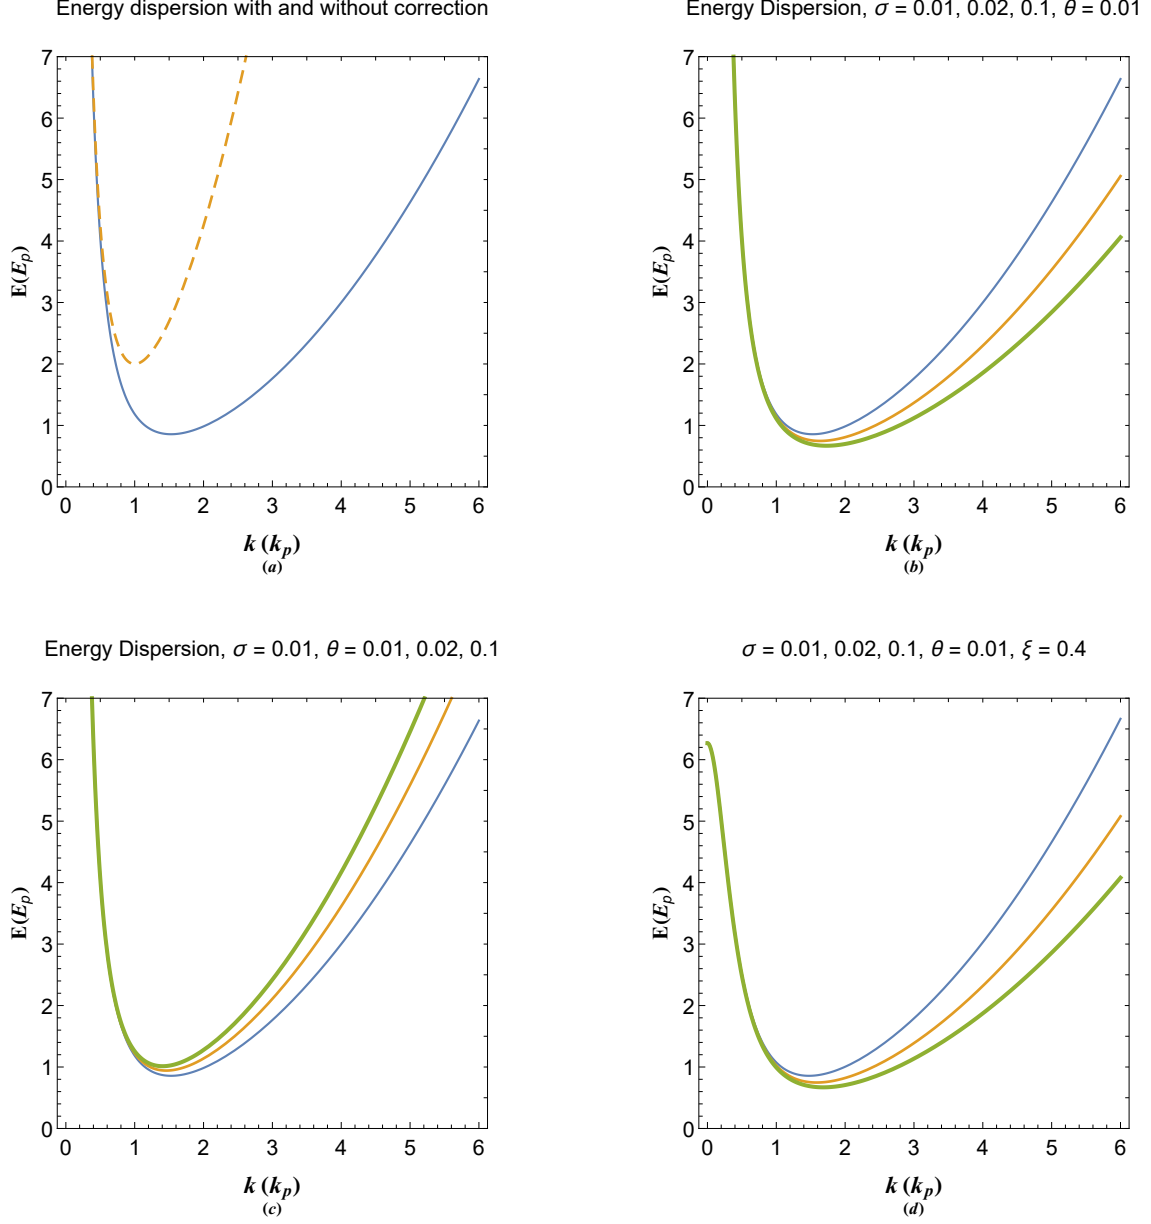 Energy dispersion with and without correction
7
6
5
4
3
2
1
0
E(E_p)
0 1 2 3 4 5 6
k (k_p)
(a)
Energy Dispersion, σ = 0.01, 0.02, 0.1, θ = 0.01
7
6
5
4
3
2
1
0
E(E_p)
0 1 2 3 4 5 6
k (k_p)
(b)
Energy Dispersion, σ = 0.01, θ = 0.01, 0.02, 0.1
7
6
5
4
3
2
1
0
E(E_p)
0 1 2 3 4 5 6
k (k_p)
(c)
σ = 0.01, 0.02, 0.1, θ = 0.01, ξ = 0.4
7
6
5
4
3
2
1
0
E(E_p)
0 1 2 3 4 5 6
k (k_p)
(d)